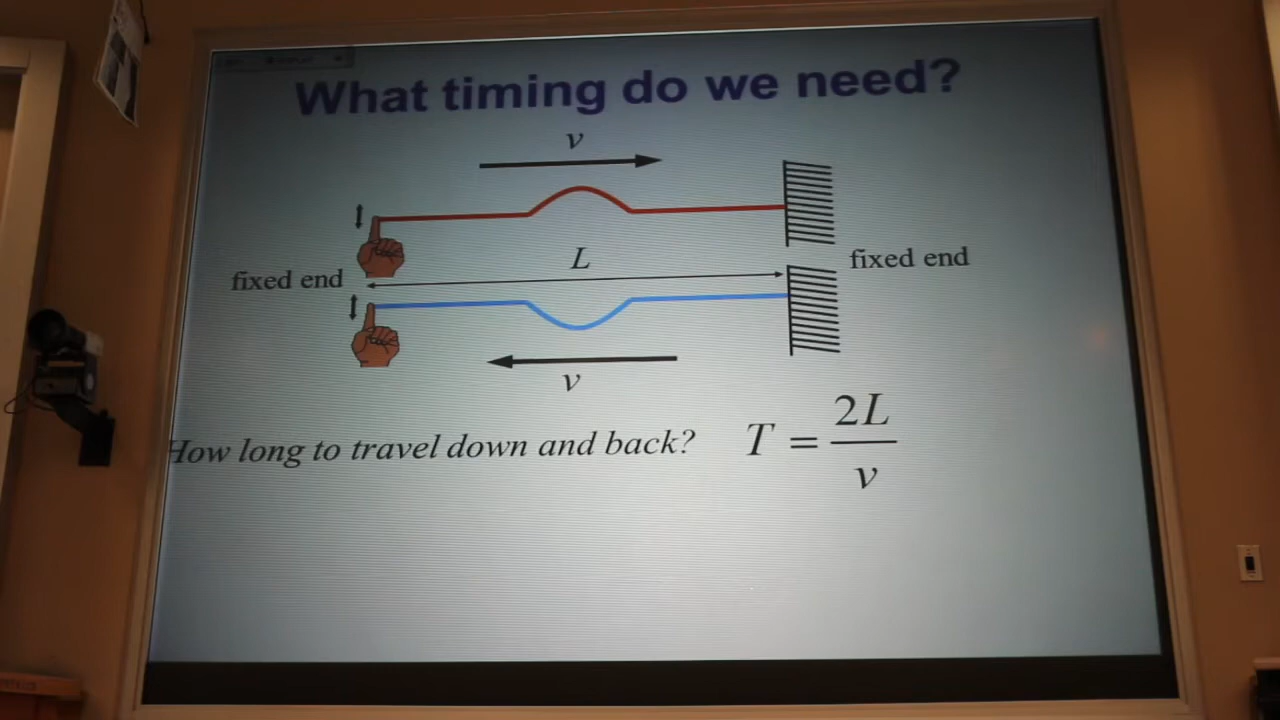 What timing do we need?
v
L
fixed end
fixed end
v
How long to travel down and back?
T = 2L / v